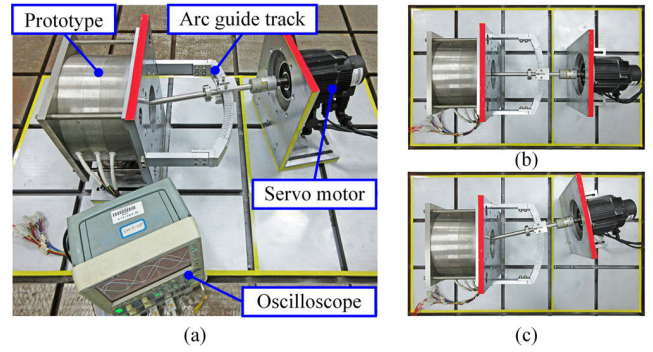 Prototype
Arc guide track
Servo motor
Oscilloscope
(a)
(b)
(c)